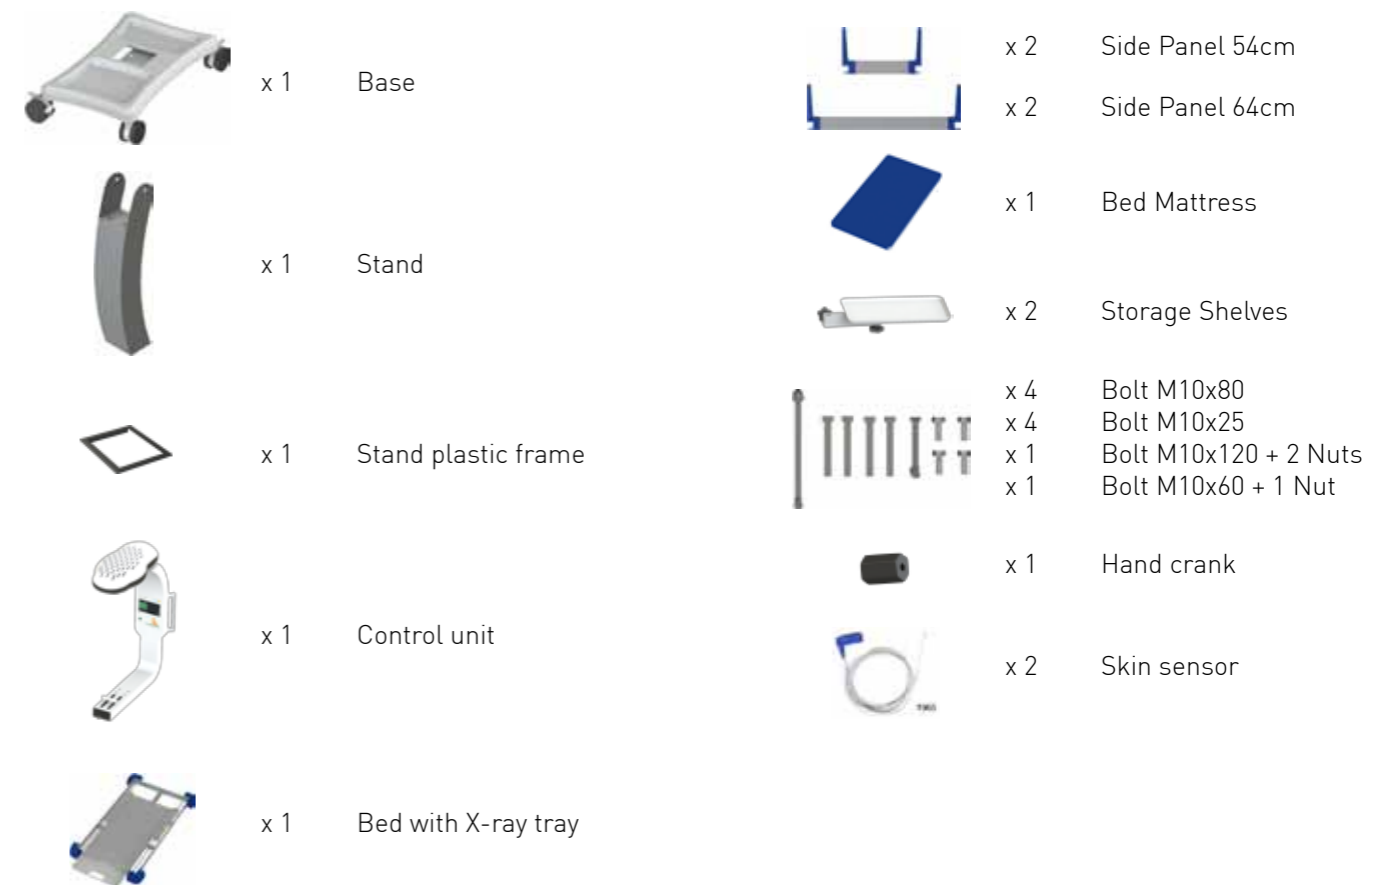 x 1 Base
x 1 Stand
x 1 Stand plastic frame
x 1 Control unit
x 1 Bed with X-ray tray
x 2 Side Panel 54cm
x 2 Side Panel 64cm
x 1 Bed Mattress
x 2 Storage Shelves
x 4 Bolt M10x80
x 4 Bolt M10x25
x 1 Bolt M10x120 + 2 Nuts
x 1 Bolt M10x60 + 1 Nut
x 1 Hand crank
x 2 Skin sensor